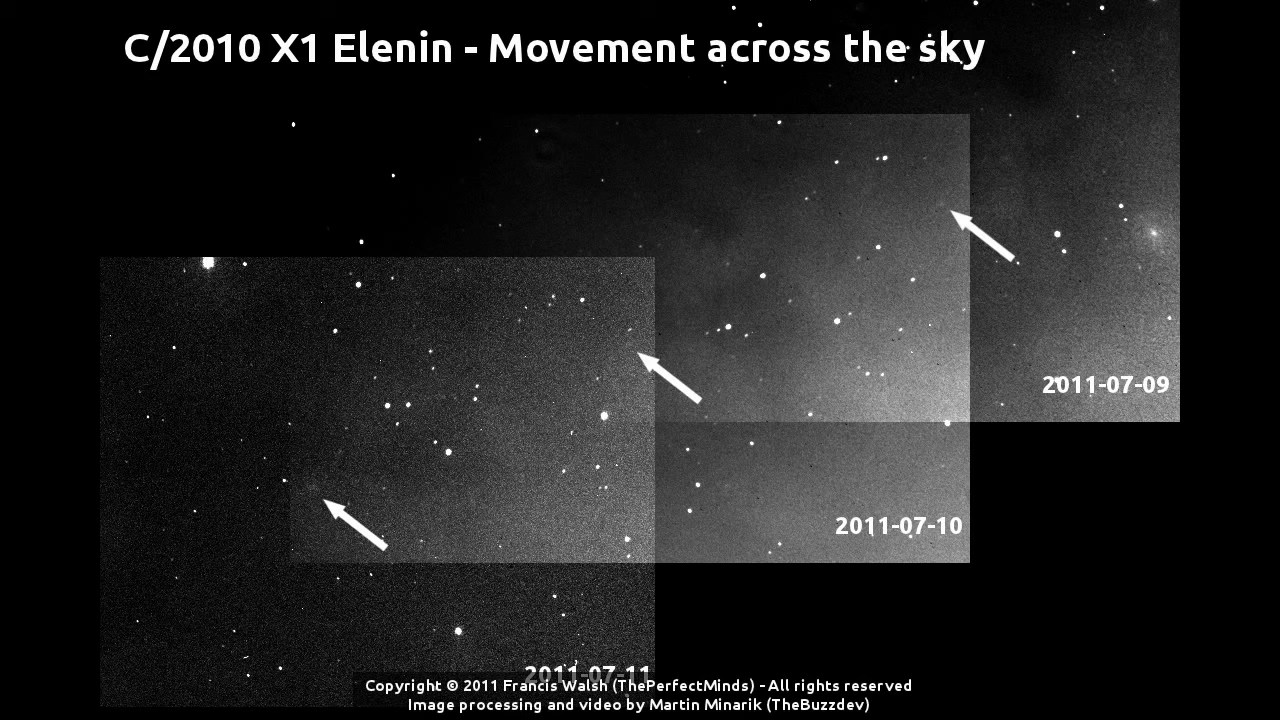 C/2010 X1 Elenin - Movement across the sky
2011-07-09
2011-07-10
2011-07-11
Copyright © 2011 Francis Walsh (ThePerfectMinds) - All rights reserved
Image processing and video by Martin Minarik (TheBuzzdev)